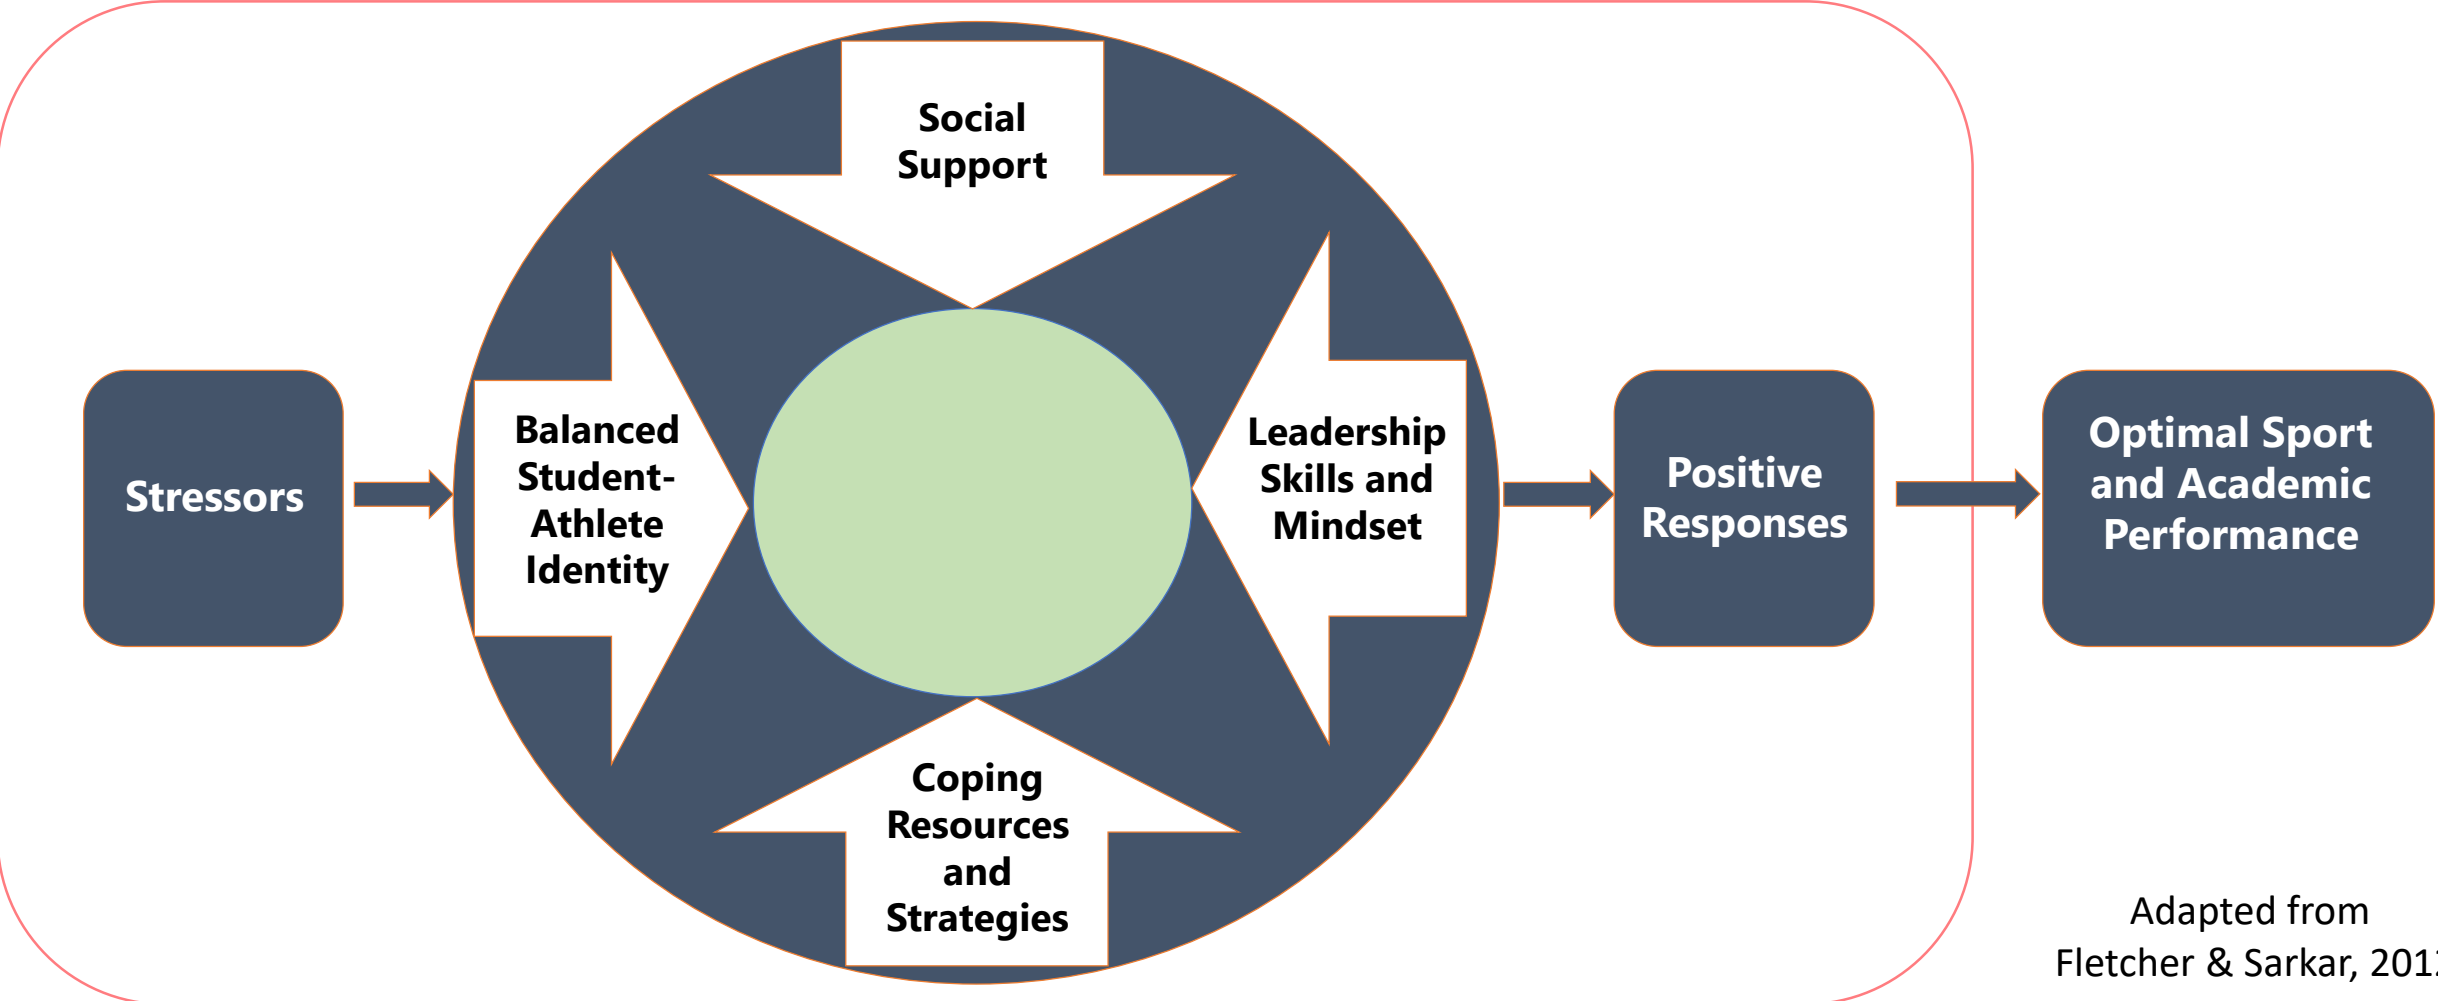 Social
Support
Stressors
Balanced
Student-
Athlete
Identity
Leadership
Skills and
Mindset
Coping
Resources
and
Strategies
Positive
Responses
Optimal Sport
and Academic
Performance
Adapted from
Fletcher & Sarkar,